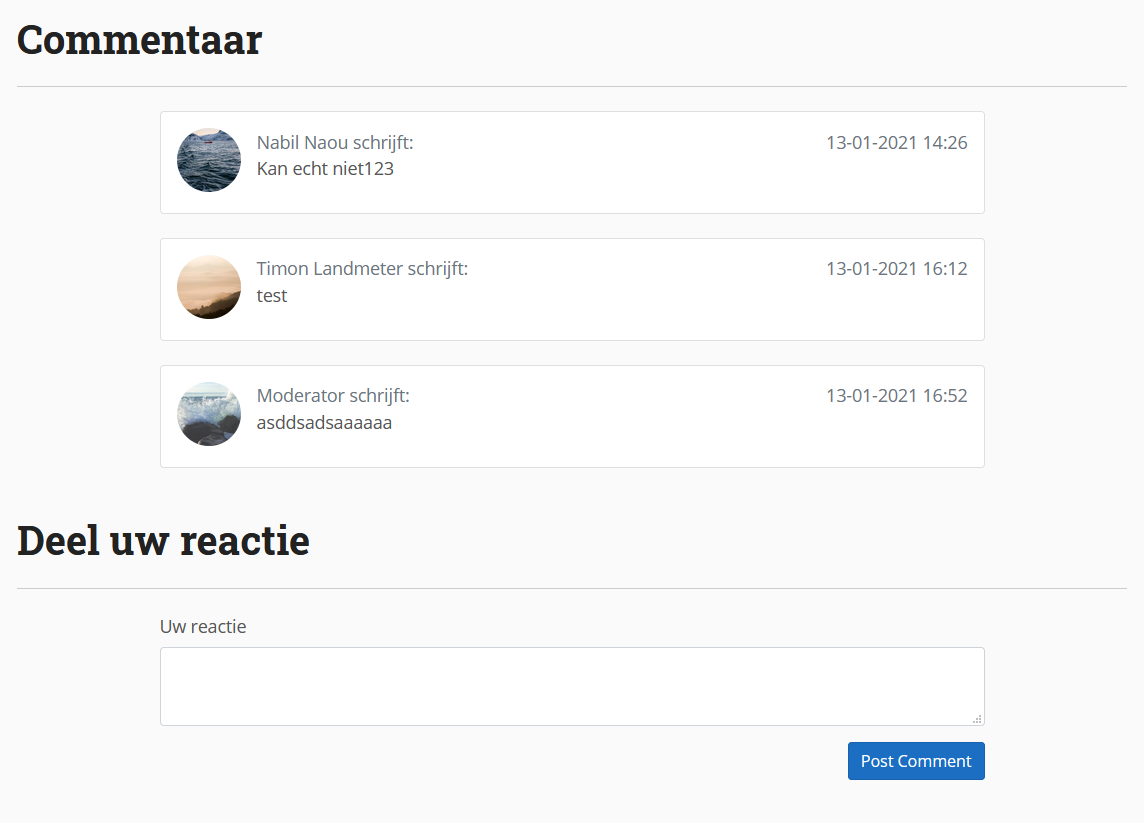 Commentaar
Nabil Naou schrijft: 13-01-2021 14:26
Kan echt niet123
Timon Landmeter schrijft: 13-01-2021 16:12
test
Moderator schrijft: 13-01-2021 16:52
asddsadsaaaaaa
Deel uw reactie
Uw reactie
Post Comment